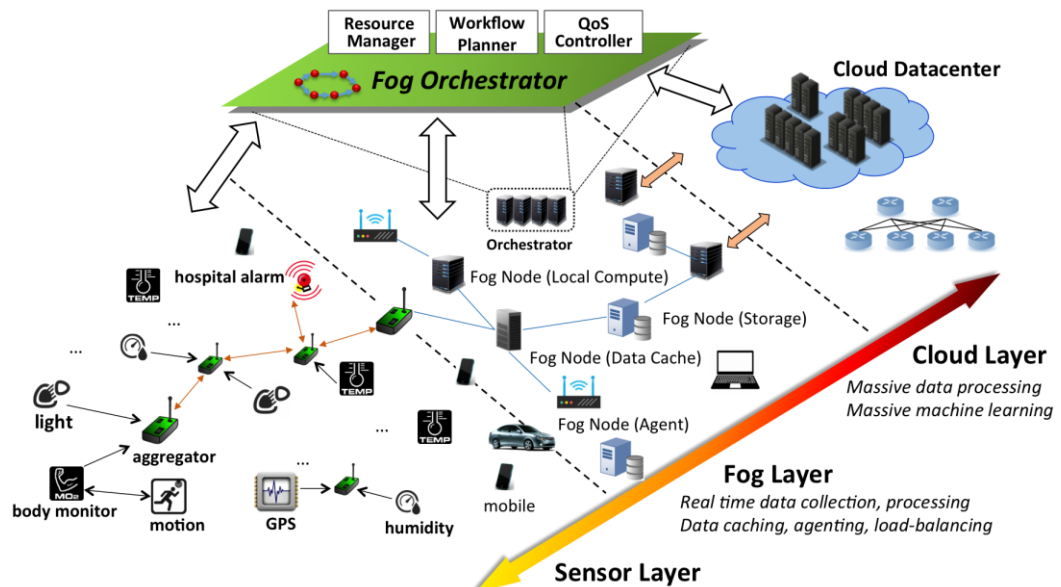 Resource
Manager
Workflow
Planner
QoS
Controller
Fog Orchestrator
Cloud Datacenter
Orchestrator
hospital alarm
Fog Node (Local Compute)
TEMP
...
Fog Node (Storage)
...
Fog Node (Data Cache)
TEMP
Cloud Layer
Massive data processing
Massive machine learning
light
...
TEMP
Fog Node (Agent)
aggregator
...
MO₂
body monitor
motion
GPS
humidity
mobile
Fog Layer
Real time data collection, processing
Data caching, agenting, load-balancing
Sensor Layer